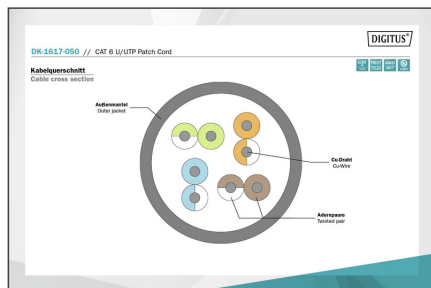 DIGITUS®
DK-1617-050 // CAT 6 U/UTP Patch Cord
Kabelquerschnitt
Cable cross section
Außenmantel
Outer jacket
Cu-Draht
Cu-Wire
Adernpaare
Twisted pair